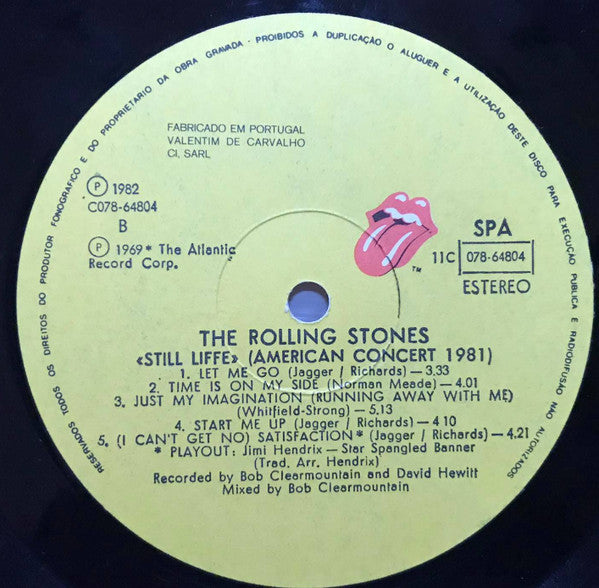 RESERVADOS TODOS OS DIREITOS DO PRODUTOR FONOGRAFICO E DO PROPRIETARIO DA OBRA GRAVADA · PROIBIDOS A DUPLICAÇÃO O ALUGUER E A UTILIZAÇÃO DESTE DISCO PARA EXECUÇÃO PUBLICA E RADIODIFUSÃO NÃO AUTORIZADOS
FABRICADO EM PORTUGAL
VALENTIM DE CARVALHO
CI, SARL
Ⓟ 1982
C078-64804
B
Ⓟ 1969* The Atlantic
Record Corp.
TM
SPA
11C 078-64804
ESTEREO
THE ROLLING STONES
«STILL LIFFE» (AMERICAN CONCERT 1981)
1. LET ME GO (Jagger / Richards) — 3.33
2. TIME IS ON MY SIDE (Norman Meade) — 4.01
3. JUST MY IMAGINATION (RUNNING AWAY WITH ME)
(Whitfield-Strong) — 5.13
4. START ME UP (Jagger / Richards) — 4 10
5. (I CAN'T GET NO) SATISFACTION* (Jagger / Richards) — 4.21
* PLAYOUT: Jimi Hendrix — Star Spangled Banner
(Trad. Arr. Hendrix)
Recorded by Bob Clearmountain and David Hewitt
Mixed by Bob Clearmountain